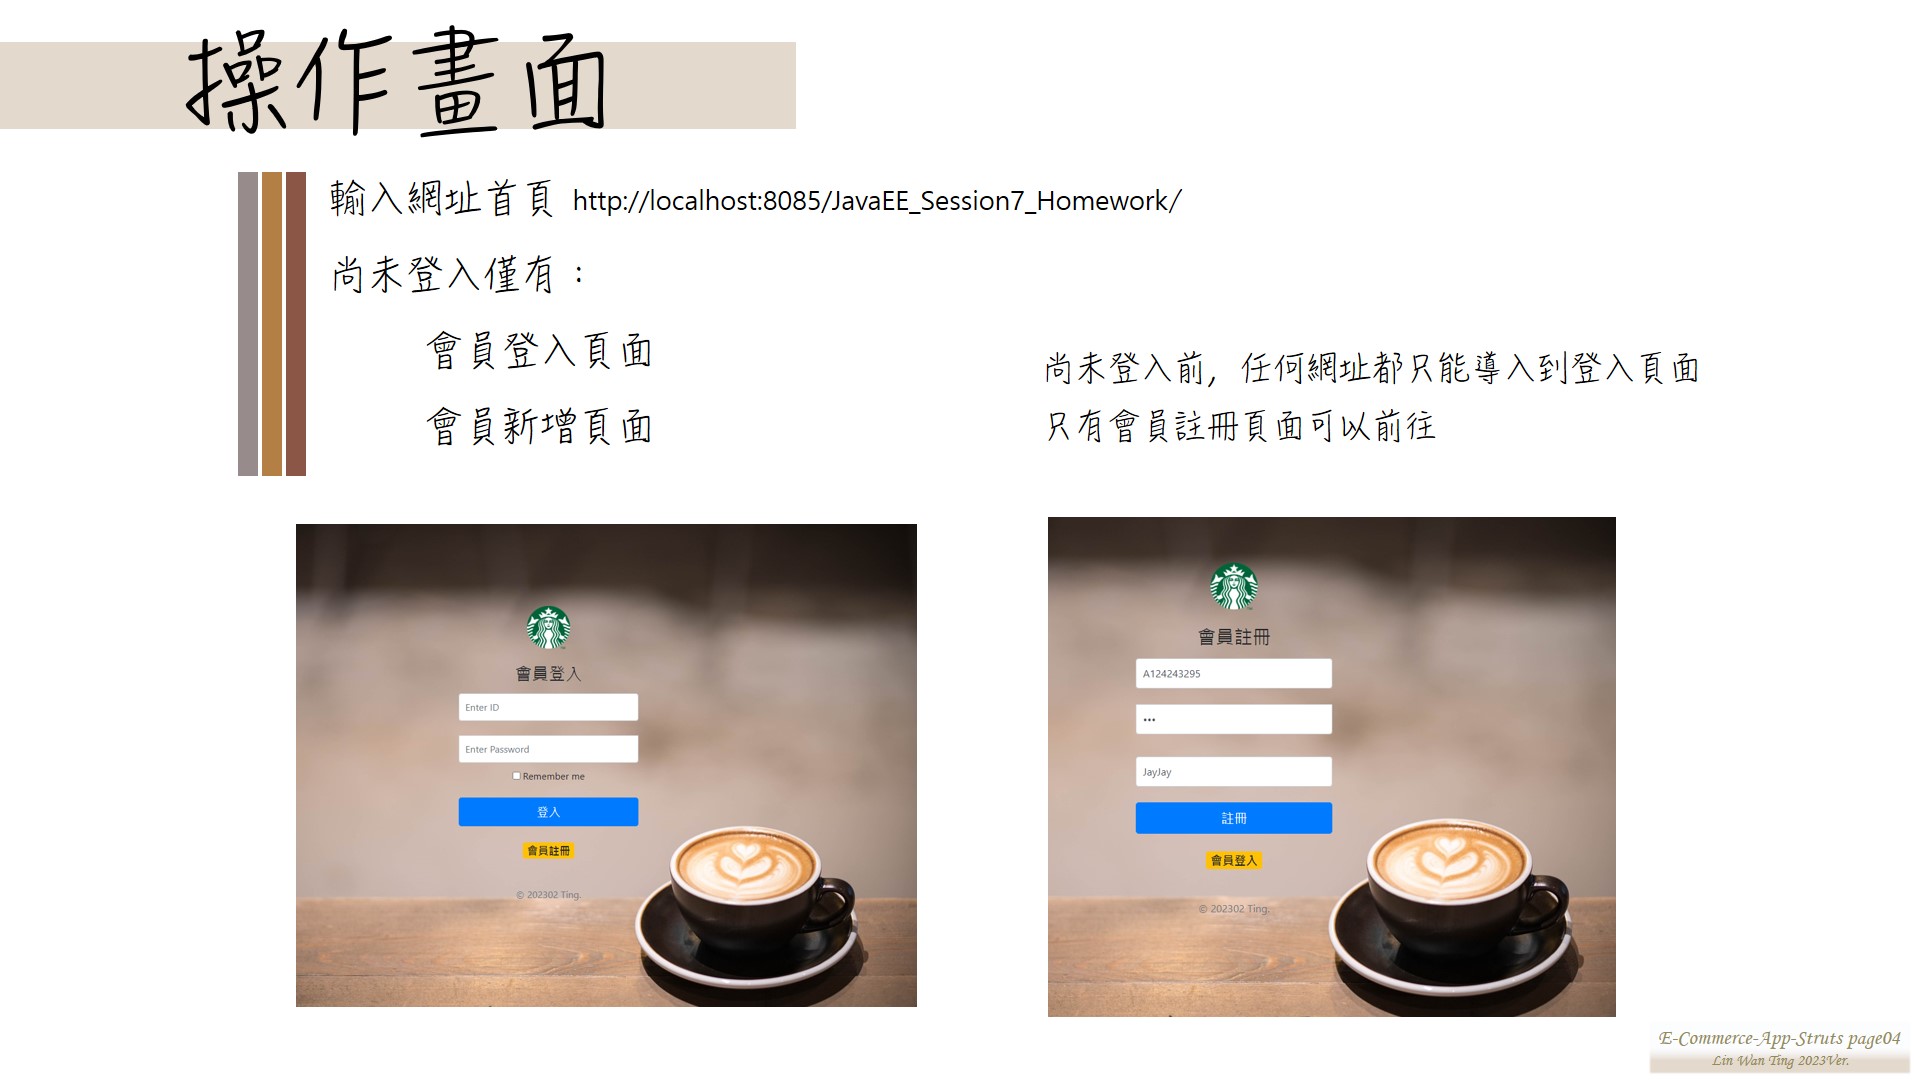 操作畫面
輸入網址首頁 http://localhost:8085/JavaEE_Session7_Homework/
尚未登入僅有：
會員登入頁面
會員新增頁面
尚未登入前, 任何網址都只能導入到登入頁面
只有會員註冊頁面可以前往
會員登入
Enter ID
Enter Password
Remember me
登入
會員註冊
© 202302 Ting.
會員註冊
A124243295
•••
JayJay
註冊
會員登入
© 202302 Ting.
E-Commerce-App-Struts page04
Lin Wan Ting 2023Ver.